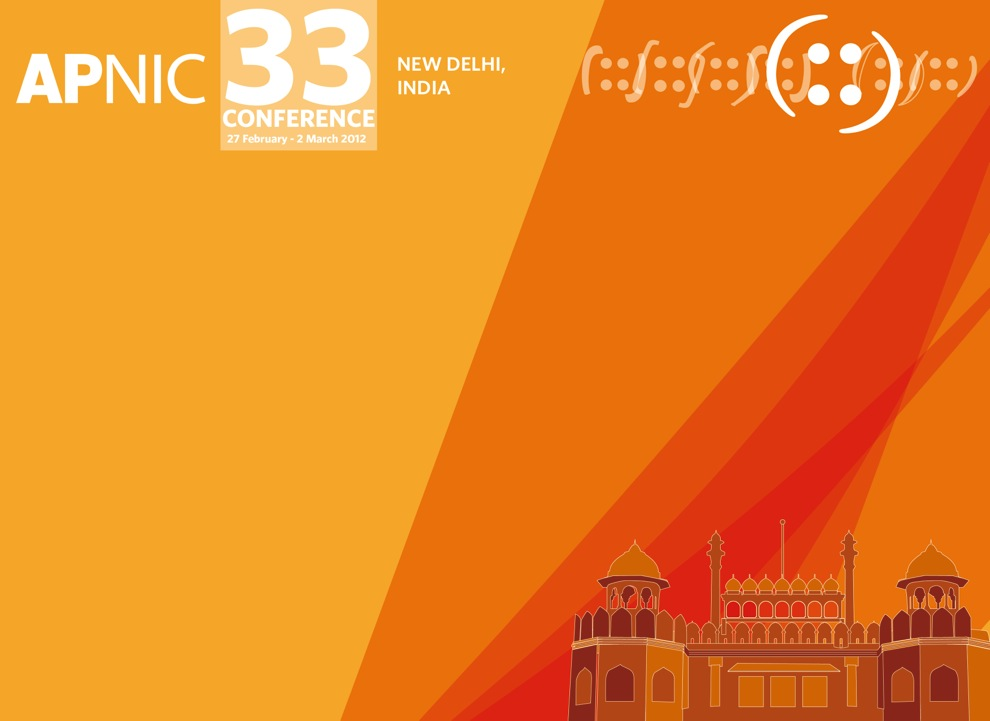 APNIC
33
CONFERENCE
27 February - 2 March 2012
NEW DELHI,
INDIA